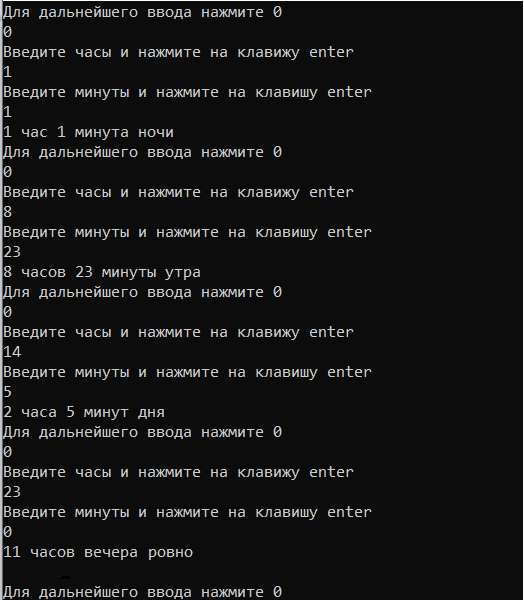 Для дальнейшего ввода нажмите 0
0
Введите часы и нажмите на клавижу enter
1
Введите минуты и нажмите на клавишу enter
1
1 час 1 минута ночи
Для дальнейшего ввода нажмите 0
0
Введите часы и нажмите на клавижу enter
8
Введите минуты и нажмите на клавишу enter
23
8 часов 23 минуты утра
Для дальнейшего ввода нажмите 0
0
Введите часы и нажмите на клавижу enter
14
Введите минуты и нажмите на клавишу enter
5
2 часа 5 минут дня
Для дальнейшего ввода нажмите 0
0
Введите часы и нажмите на клавижу enter
23
Введите минуты и нажмите на клавишу enter
0
11 часов вечера ровно
Для дальнейшего ввода нажмите 0